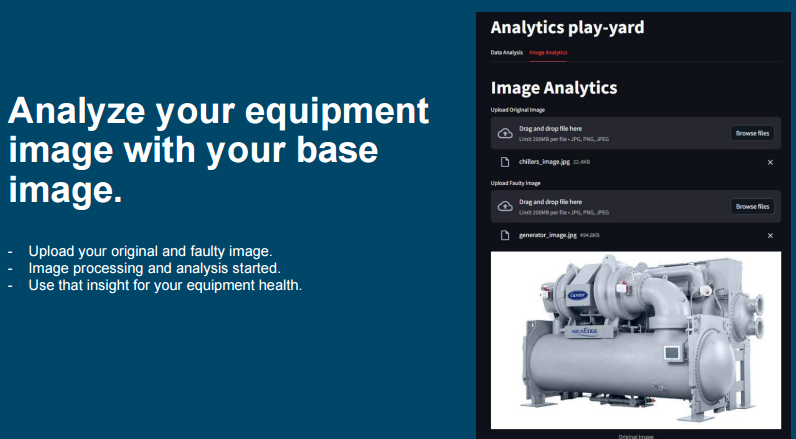 Analyze your equipment
image with your base
image.
- Upload your original and faulty image.
- Image processing and analysis started.
- Use that insight for your equipment health.
Analytics play-yard
Data Analysis Image Analytics
Image Analytics
Upload Original Image
Drag and drop file here
Limit 200MB per file • JPG, PNG, JPEG
Browse files
chillers_image.jpg 22.4KB
Upload Faulty Image
Drag and drop file here
Limit 200MB per file • JPG, PNG, JPEG
Browse files
generator_image.jpg 494.8KB
Carrier
Original Image